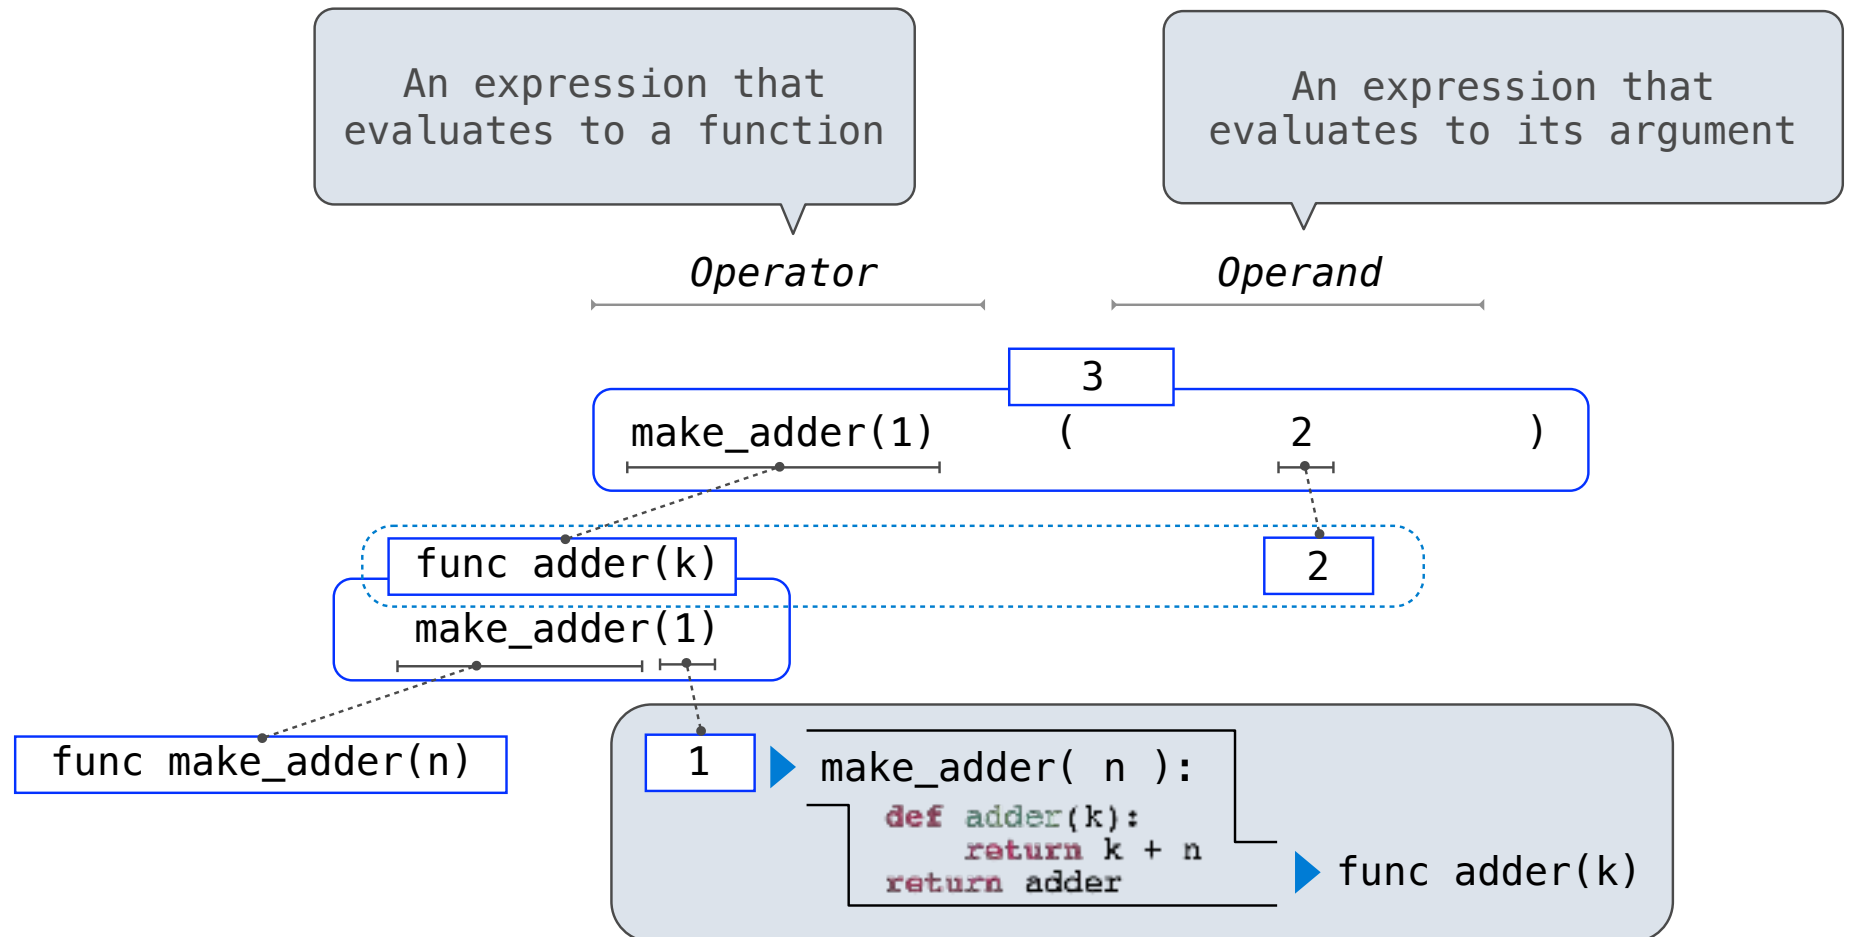 An expression that
evaluates to a function
An expression that
evaluates to its argument
Operator
Operand
3
make_adder(1) ( 2 )
func adder(k)
2
make_adder(1)
func make_adder(n)
1
make_adder( n ):
def adder(k):
return k + n
return adder
func adder(k)